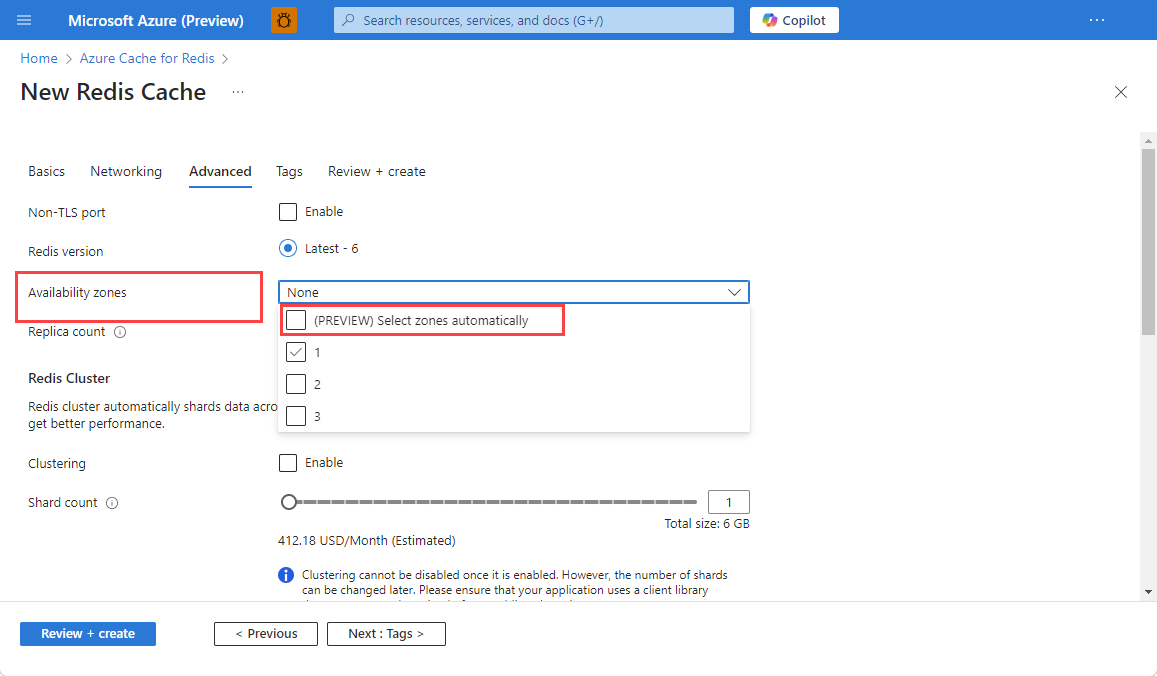 Microsoft Azure (Preview)
Search resources, services, and docs (G+/)
Copilot
...
Home > Azure Cache for Redis >
New Redis Cache ...
Basics Networking Advanced Tags Review + create
Non-TLS port
Enable
Redis version
Latest - 6
Availability zones
None
(PREVIEW) Select zones automatically
1
2
3
Replica count
Redis Cluster
Redis cluster automatically shards data acro
get better performance.
Clustering
Enable
Shard count
1
Total size: 6 GB
412.18 USD/Month (Estimated)
Clustering cannot be disabled once it is enabled. However, the number of shards
can be changed later. Please ensure that your application uses a client library
Review + create
< Previous
Next : Tags >